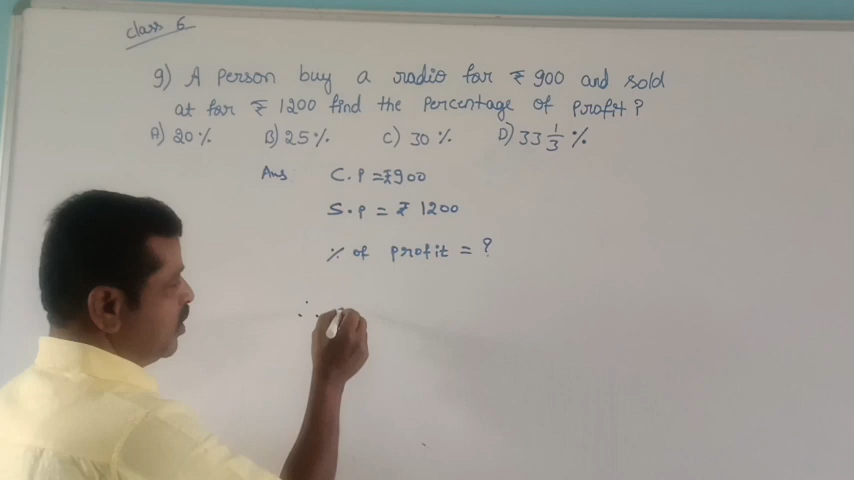 class 6
9) A Person buy a radio for ₹ 900 and sold
at for ₹ 1200 find the Percentage of Profit?
A) 20% B) 25% C) 30% D) 33 1/3 %
Ans C.P = ₹900
S.P = ₹ 1200
% of profit = ?
∴